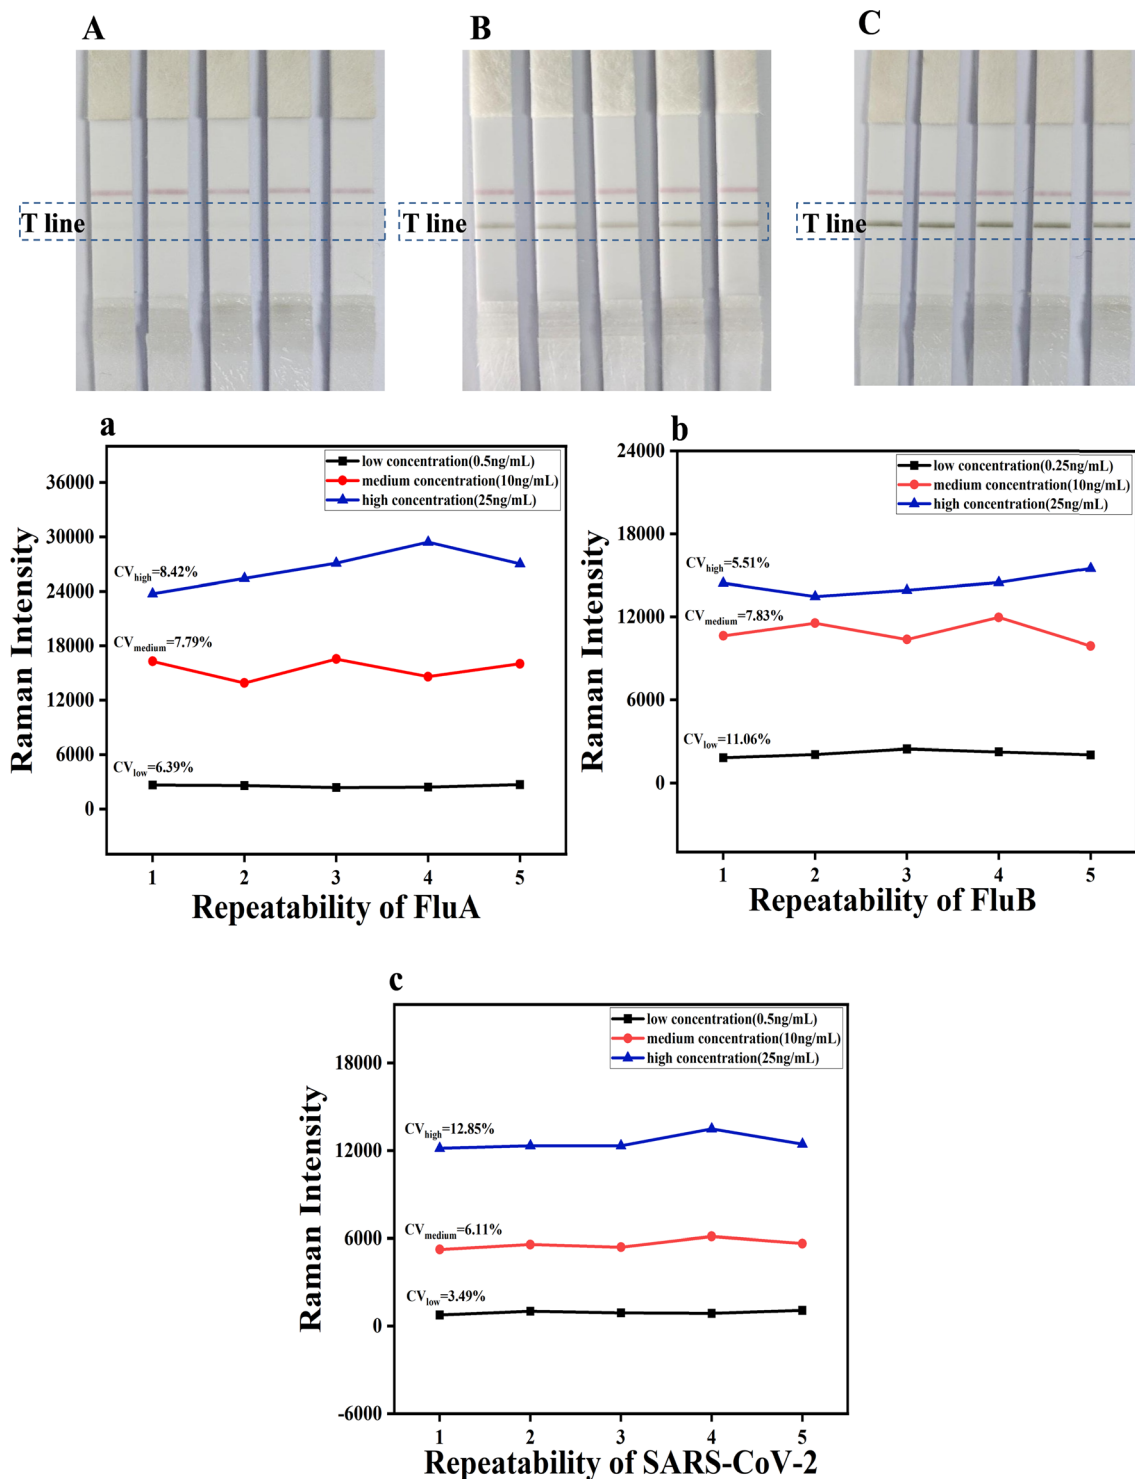 A
B
C
T line
T line
T line
a
36000
30000
24000
18000
12000
6000
0
low concentration(0.5ng/mL)
medium concentration(10ng/mL)
high concentration(25ng/mL)
CVhigh=8.42%
CVmedium=7.79%
CVlow=6.39%
Raman Intensity
1 2 3 4 5
Repeatability of FluA
b
24000
18000
12000
6000
0
low concentration(0.25ng/mL)
medium concentration(10ng/mL)
high concentration(25ng/mL)
CVhigh=5.51%
CVmedium=7.83%
CVlow=11.06%
Raman Intensity
1 2 3 4 5
Repeatability of FluB
c
18000
12000
6000
0
-6000
low concentration(0.5ng/mL)
medium concentration(10ng/mL)
high concentration(25ng/mL)
CVhigh=12.85%
CVmedium=6.11%
CVlow=3.49%
Raman Intensity
1 2 3 4 5
Repeatability of SARS-CoV-2